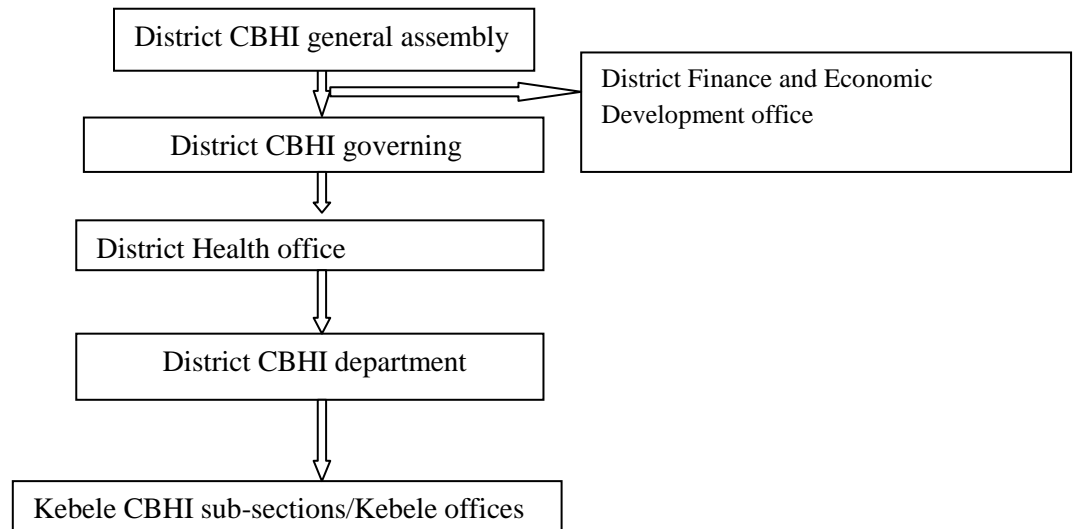 District CBHI general assembly
District Finance and Economic
Development office
District CBHI governing
District Health office
District CBHI department
Kebele CBHI sub-sections/Kebele offices